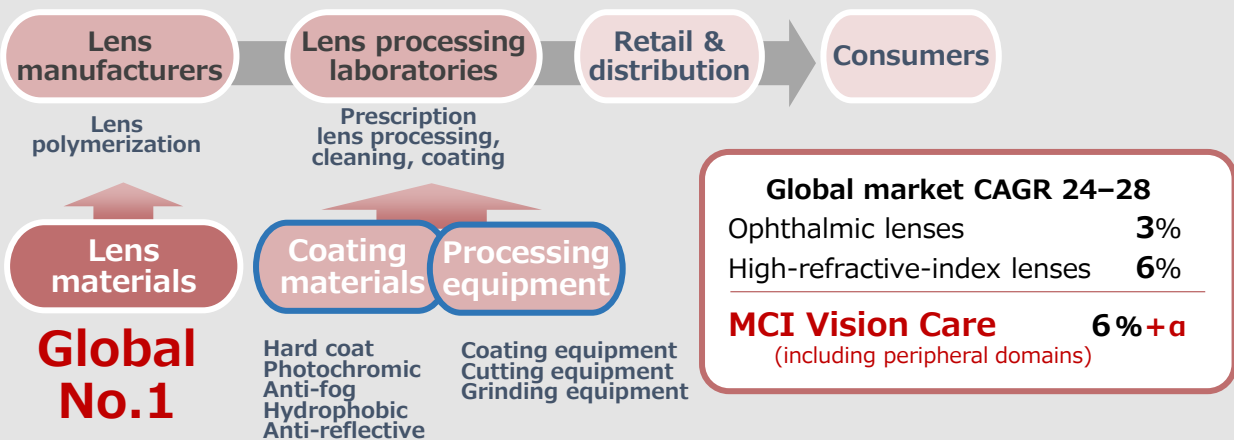 Lens
manufacturers
Lens processing
laboratories
Retail &
distribution
Consumers
Lens
polymerization
Prescription
lens processing,
cleaning, coating
Lens
materials
Coating
materials
Processing
equipment
Global
No.1
Hard coat
Photochromic
Anti-fog
Hydrophobic
Anti-reflective
Coating equipment
Cutting equipment
Grinding equipment
Global market CAGR 24–28
Ophthalmic lenses 3%
High-refractive-index lenses 6%
MCI Vision Care 6%+α
(including peripheral domains)